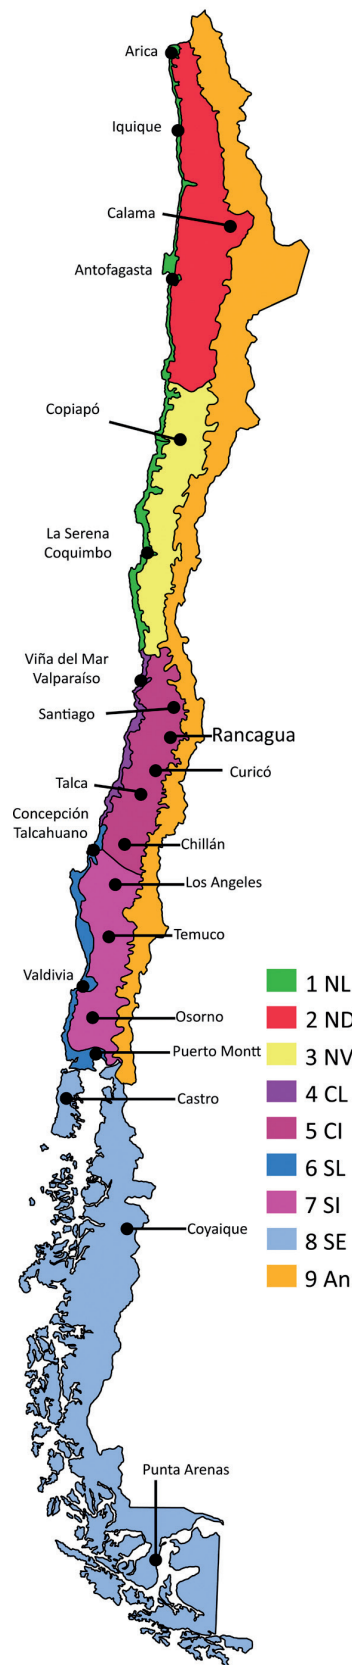 Arica
Iquique
Calama
Antofagasta
Copiapó
La Serena
Coquimbo
Viña del Mar
Valparaíso
Santiago
Rancagua
Curicó
Talca
Concepción
Talcahuano
Chillán
Los Angeles
Temuco
Valdivia
Osorno
Puerto Montt
Castro
Coyaique
Punta Arenas
1 NL
2 ND
3 NV
4 CL
5 CI
6 SL
7 SI
8 SE
9 An